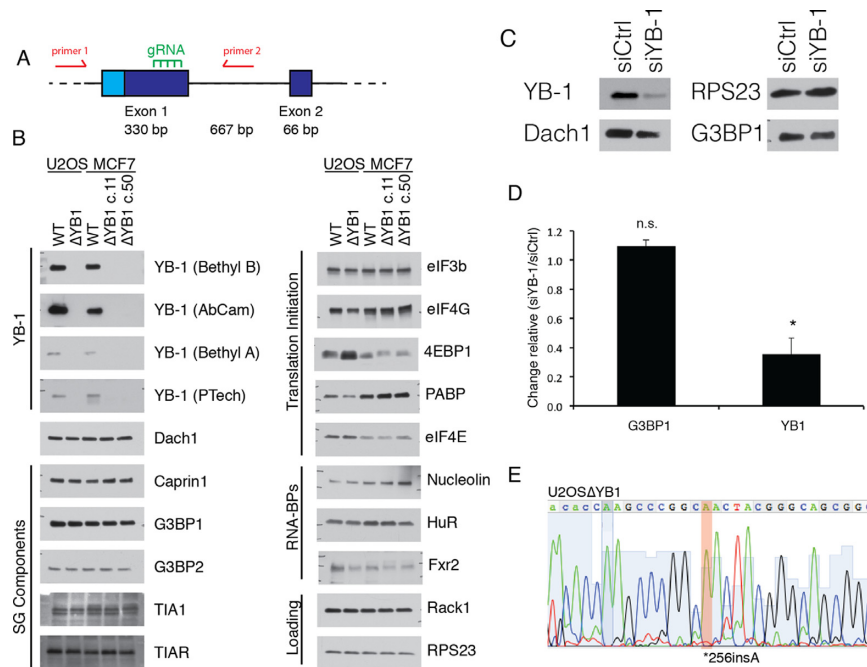 A
primer 1
gRNA
primer 2
Exon 1
330 bp
667 bp
Exon 2
66 bp
B
U2OS MCF7
WT
ΔYB1
WT
ΔYB1 c.11
ΔYB1 c.50
YB-1
YB-1 (Bethyl B)
YB-1 (AbCam)
YB-1 (Bethyl A)
YB-1 (PTech)
Dach1
SG Components
Caprin1
G3BP1
G3BP2
TIA1
TIAR
U2OS MCF7
WT
ΔYB1
WT
ΔYB1 c.11
ΔYB1 c.50
Translation Initiation
eIF3b
eIF4G
4EBP1
PABP
eIF4E
RNA-BPs
Nucleolin
HuR
Fxr2
Loading
Rack1
RPS23
C
siCtrl
siYB-1
YB-1
Dach1
siCtrl
siYB-1
RPS23
G3BP1
D
Change relative (siYB-1/siCtrl)
1.2
1.0
0.8
0.6
0.4
0.2
0
n.s.
*
G3BP1
YB1
E
U2OSΔYB1
a c a c c A A G C C C G G C A A C T A C G G G C A G C G G
*256insA